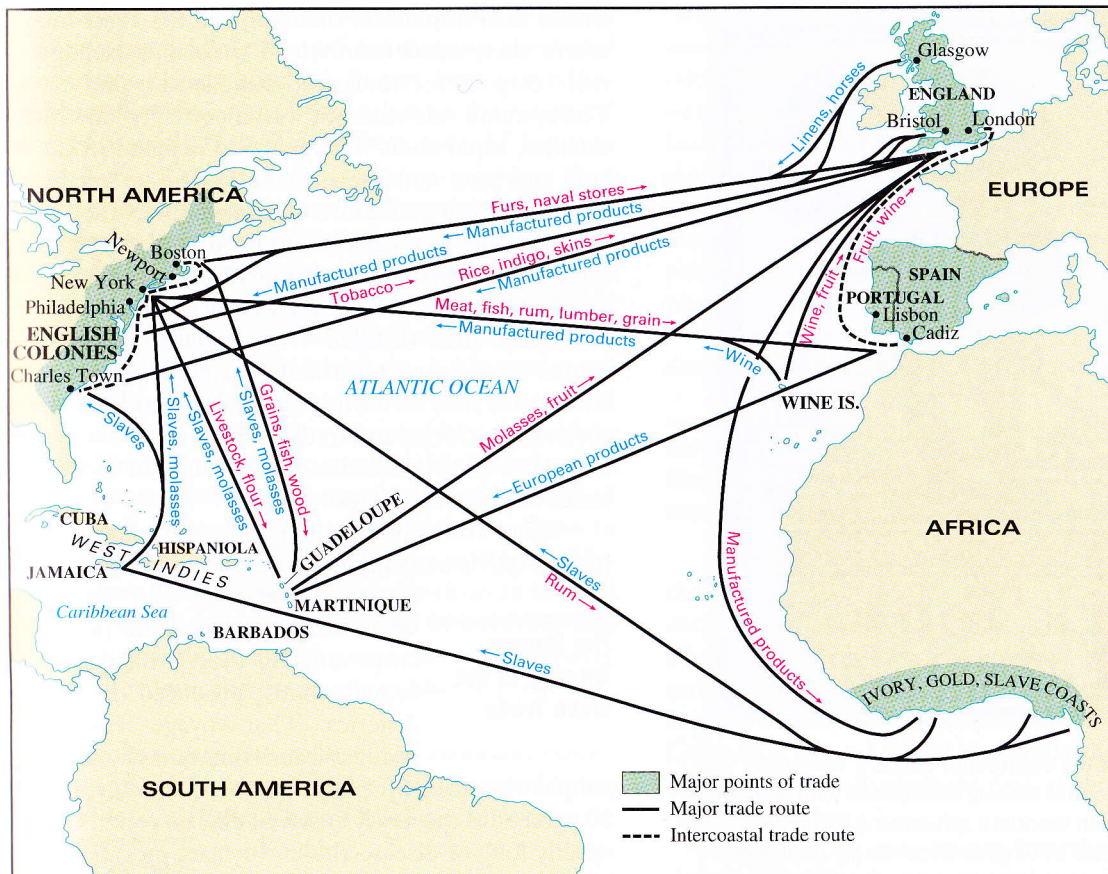 Glasgow
ENGLAND
Bristol
London
Linens, horses
NORTH AMERICA
EUROPE
Furs, naval stores→
←Manufactured products
Boston
Newport
New York
Philadelphia
ENGLISH
COLONIES
Charles Town
←Manufactured products
Tobacco→
Rice, indigo, skins→
←Manufactured products
Meat, fish, rum, lumber, grain→
←Manufactured products
Fruit, wine→
Wine, fruit→
SPAIN
PORTUGAL
Lisbon
Cadiz
←Wine
WINE IS.
ATLANTIC OCEAN
←Slaves
←Slaves, molasses
Livestock, flour→
←Slaves, molasses
Grains, fish, wood→
←Slaves, molasses
Molasses, fruit→
←European products
CUBA
WEST INDIES
HISPANIOLA
JAMAICA
GUADELOUPE
MARTINIQUE
Caribbean Sea
BARBADOS
←Slaves
Rum→
←Slaves
Manufactured products→
AFRICA
IVORY, GOLD, SLAVE COASTS
SOUTH AMERICA
Major points of trade
Major trade route
Intercoastal trade route